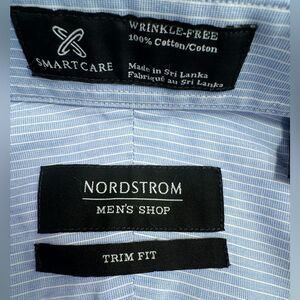 SMARTCARE
WRINKLE-FREE
100% Cotton/Coton
Made in Sri Lanka
Fabriqué au Sri Lanka
NORDSTROM
MEN'S SHOP
TRIM FIT